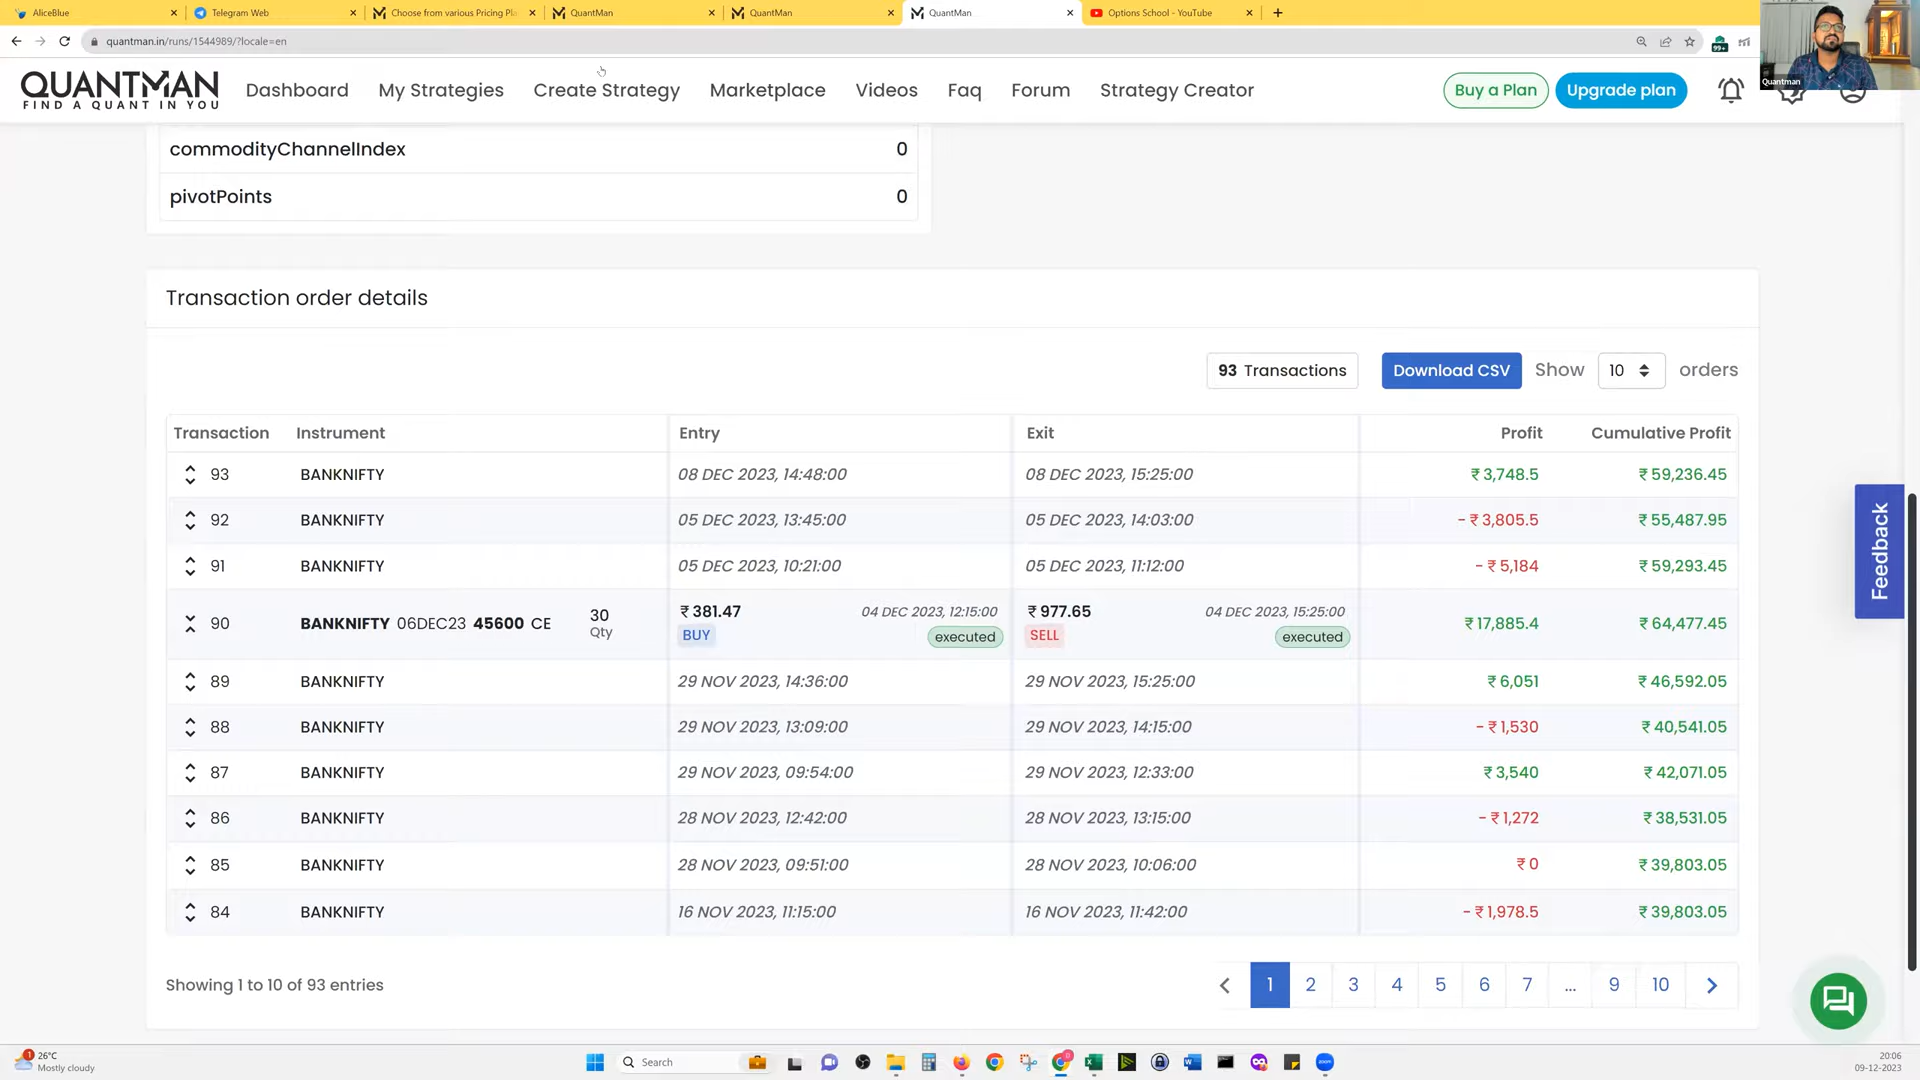 AliceBlue
Telegram Web
Choose from various Pricing Pla
QuantMan
QuantMan
QuantMan
Options School - YouTube
quantman.in/runs/1544989/?locale=en
99+
Quantman
QUANTMAN
FIND A QUANT IN YOU
Dashboard
My Strategies
Create Strategy
Marketplace
Videos
Faq
Forum
Strategy Creator
Buy a Plan
Upgrade plan
commodityChannelIndex 0
pivotPoints 0
Transaction order details
93 Transactions
Download CSV
Show 10 orders
Transaction Instrument Entry Exit Profit Cumulative Profit
93 BANKNIFTY 08 DEC 2023, 14:48:00 08 DEC 2023, 15:25:00 ₹ 3,748.5 ₹ 59,236.45
92 BANKNIFTY 05 DEC 2023, 13:45:00 05 DEC 2023, 14:03:00 - ₹ 3,805.5 ₹ 55,487.95
91 BANKNIFTY 05 DEC 2023, 10:21:00 05 DEC 2023, 11:12:00 - ₹ 5,184 ₹ 59,293.45
90 BANKNIFTY 06DEC23 45600 CE 30 Qty ₹ 381.47 04 DEC 2023, 12:15:00 ₹ 977.65 04 DEC 2023, 15:25:00 ₹ 17,885.4 ₹ 64,477.45
BUY executed SELL executed
89 BANKNIFTY 29 NOV 2023, 14:36:00 29 NOV 2023, 15:25:00 ₹ 6,051 ₹ 46,592.05
88 BANKNIFTY 29 NOV 2023, 13:09:00 29 NOV 2023, 14:15:00 - ₹ 1,530 ₹ 40,541.05
87 BANKNIFTY 29 NOV 2023, 09:54:00 29 NOV 2023, 12:33:00 ₹ 3,540 ₹ 42,071.05
86 BANKNIFTY 28 NOV 2023, 12:42:00 28 NOV 2023, 13:15:00 - ₹ 1,272 ₹ 38,531.05
85 BANKNIFTY 28 NOV 2023, 09:51:00 28 NOV 2023, 10:06:00 ₹ 0 ₹ 39,803.05
84 BANKNIFTY 16 NOV 2023, 11:15:00 16 NOV 2023, 11:42:00 - ₹ 1,978.5 ₹ 39,803.05
Showing 1 to 10 of 93 entries
1 2 3 4 5 6 7 ... 9 10
Feedback
1
26°C
Mostly cloudy
Search
20:06
09-12-2023